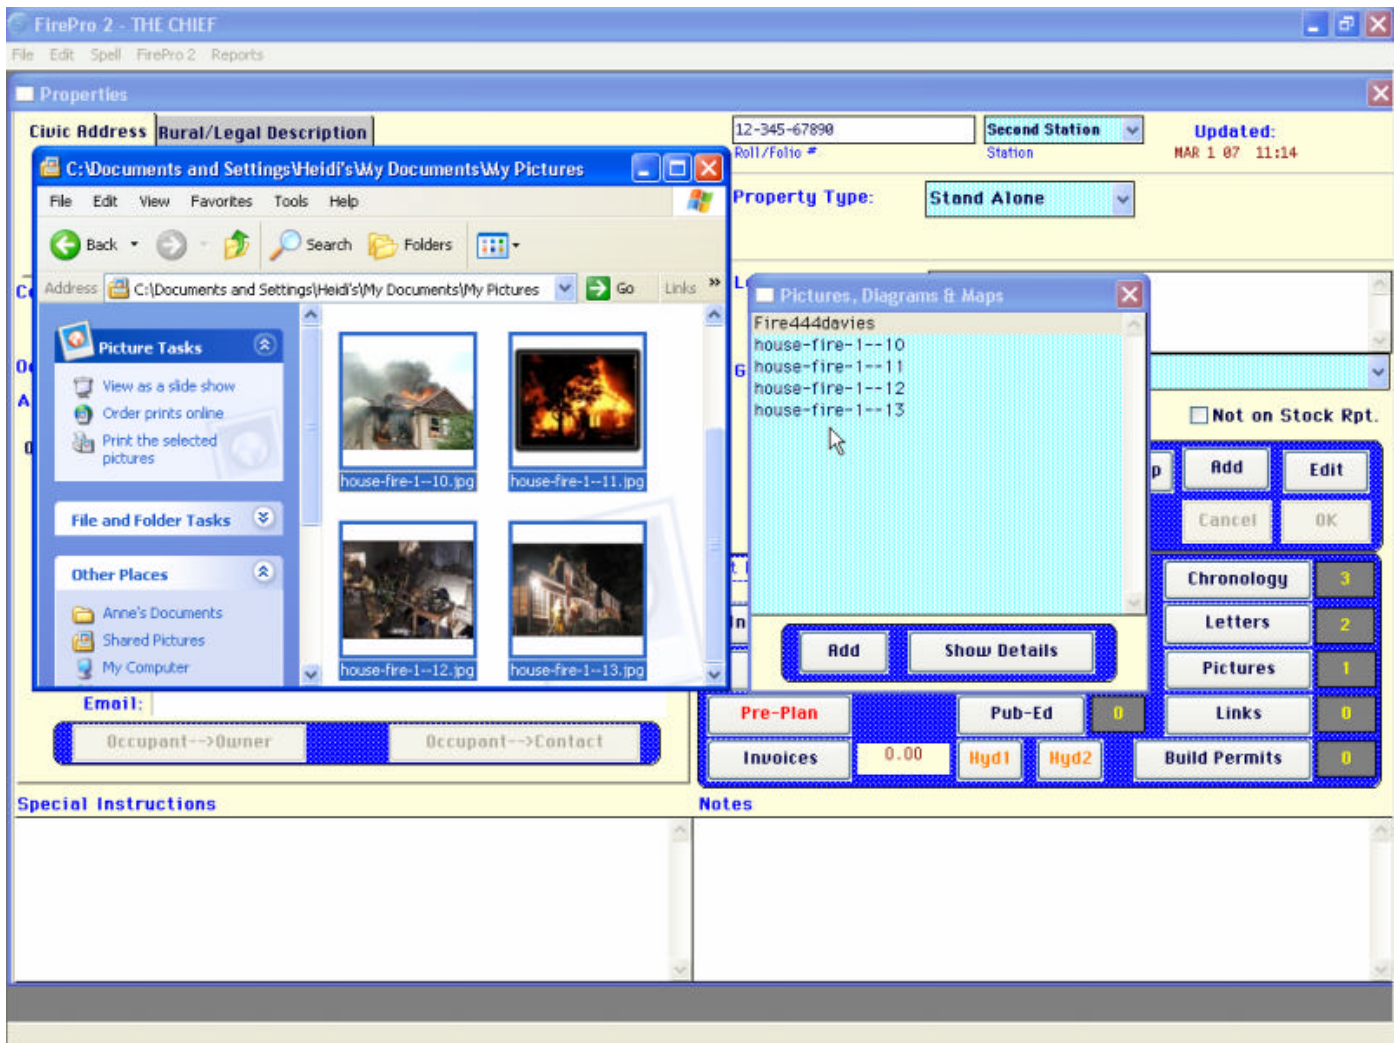 FirePro 2 - THE CHIEF
File Edit Spell FirePro 2 Reports
Properties
Civic Address Rural/Legal Description
12-345-67890 Second Station Updated:
Roll/Folio # Station MAR 1 07 11:14
Property Type: Stand Alone
C:\Documents and Settings\Heidi's\My Documents\My Pictures
File Edit View Favorites Tools Help
Back Search Folders
Address C:\Documents and Settings\Heidi's\My Documents\My Pictures Go Links »
Picture Tasks
View as a slide show
Order prints online
Print the selected
pictures
File and Folder Tasks
Other Places
Anne's Documents
Shared Pictures
My Computer
house-fire-1--10.jpg house-fire-1--11.jpg
house-fire-1--12.jpg house-fire-1--13.jpg
Pictures, Diagrams & Maps
Fire444davies
house-fire-1--10
house-fire-1--11
house-fire-1--12
house-fire-1--13
Add Show Details
Not on Stock Rpt.
Add Edit
Cancel OK
Chronology 3
Letters 2
Pictures 1
Email:
Occupant-->Owner Occupant-->Contact
Pre-Plan Pub-Ed 0 Links 0
Invoices 0.00 Hyd1 Hyd2 Build Permits 0
Special Instructions Notes